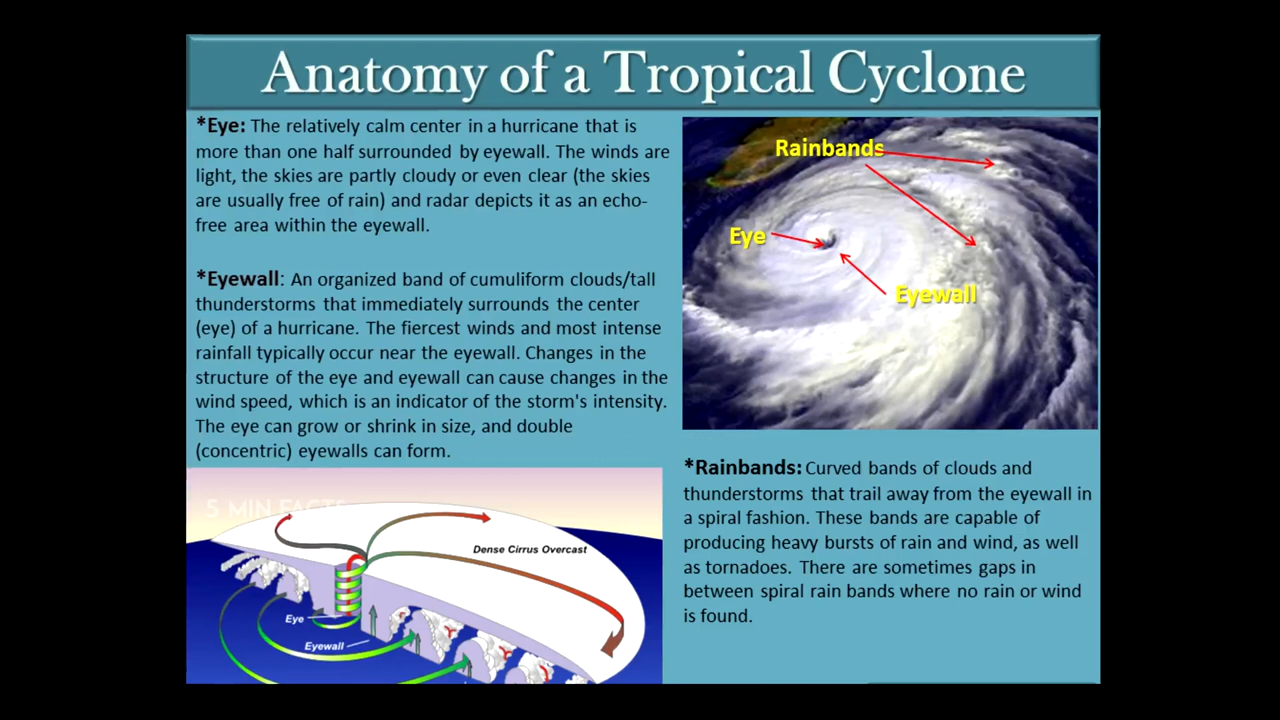 Anatomy of a Tropical Cyclone
*Eye: The relatively calm center in a hurricane that is
more than one half surrounded by eyewall. The winds are
light, the skies are partly cloudy or even clear (the skies
are usually free of rain) and radar depicts it as an echo-
free area within the eyewall.
*Eyewall: An organized band of cumuliform clouds/tall
thunderstorms that immediately surrounds the center
(eye) of a hurricane. The fiercest winds and most intense
rainfall typically occur near the eyewall. Changes in the
structure of the eye and eyewall can cause changes in the
wind speed, which is an indicator of the storm's intensity.
The eye can grow or shrink in size, and double
(concentric) eyewalls can form.
5 MIN FACTS
Dense Cirrus Overcast
Eye
Eyewall
Rainbands
Eye
Eyewall
*Rainbands: Curved bands of clouds and
thunderstorms that trail away from the eyewall in
a spiral fashion. These bands are capable of
producing heavy bursts of rain and wind, as well
as tornadoes. There are sometimes gaps in
between spiral rain bands where no rain or wind
is found.